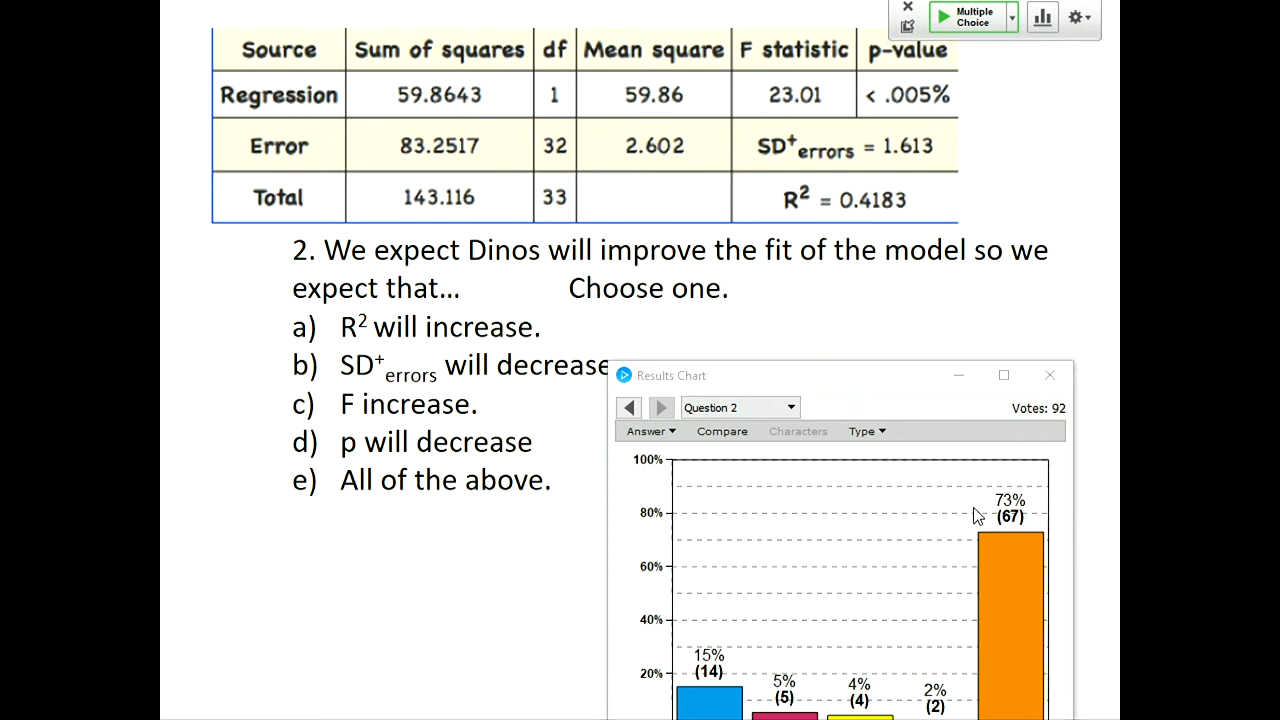 Multiple
Choice
Source Sum of squares df Mean square F statistic p-value
Regression 59.8643 1 59.86 23.01 < .005%
Error 83.2517 32 2.602 SD⁺errors = 1.613
Total 143.116 33 R² = 0.4183
2. We expect Dinos will improve the fit of the model so we
expect that... Choose one.
a) R² will increase.
b) SD⁺errors will decrease
c) F increase.
d) p will decrease
e) All of the above.
Results Chart
Question 2 Votes: 92
Answer Compare Characters Type
100%
73%
80% (67)
60%
40%
15%
20% (14)
5%
(5)
4%
(4)
2%
(2)